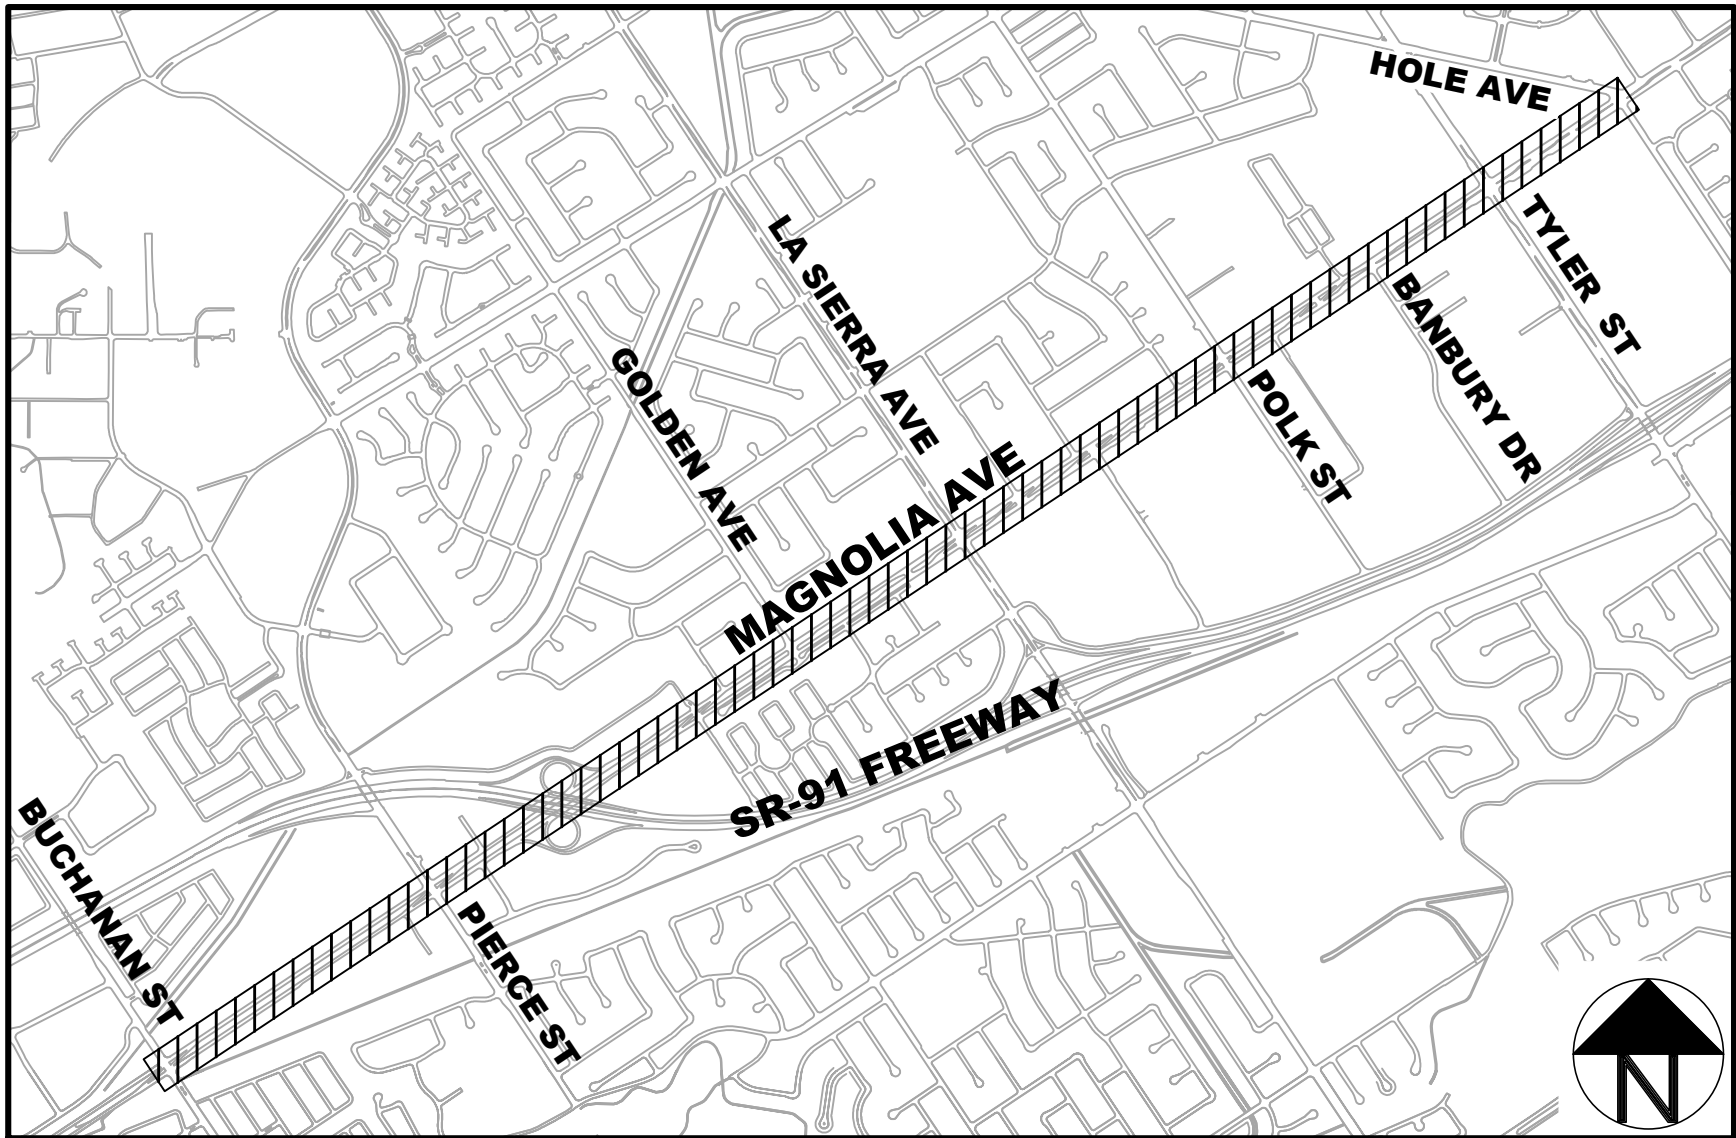 HOLE AVE
TYLER ST
LA SIERRA AVE
BANBURY DR
GOLDEN AVE
POLK ST
MAGNOLIA AVE
SR-91 FREEWAY
BUCHANAN ST
PIERCE ST
N